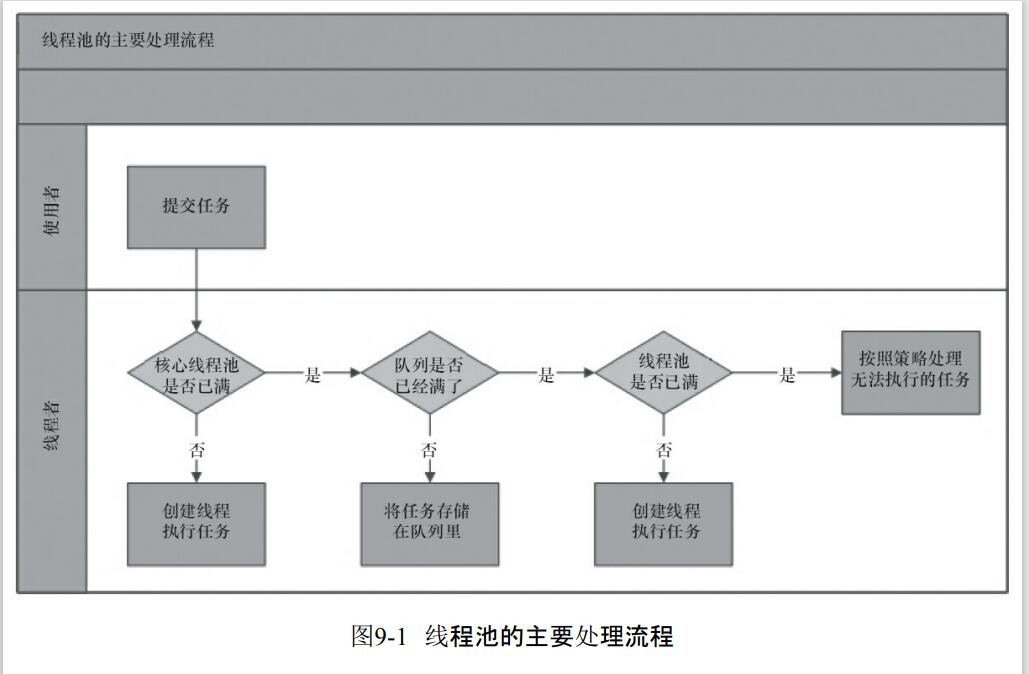 线程池的主要处理流程
使用者
提交任务
线程者
核心线程池
是否已满
是
队列是否
已经满了
是
线程池
是否已满
是
按照策略处理
无法执行的任务
否
否
否
创建线程
执行任务
将任务存储
在队列里
创建线程
执行任务
图9-1 线程池的主要处理流程